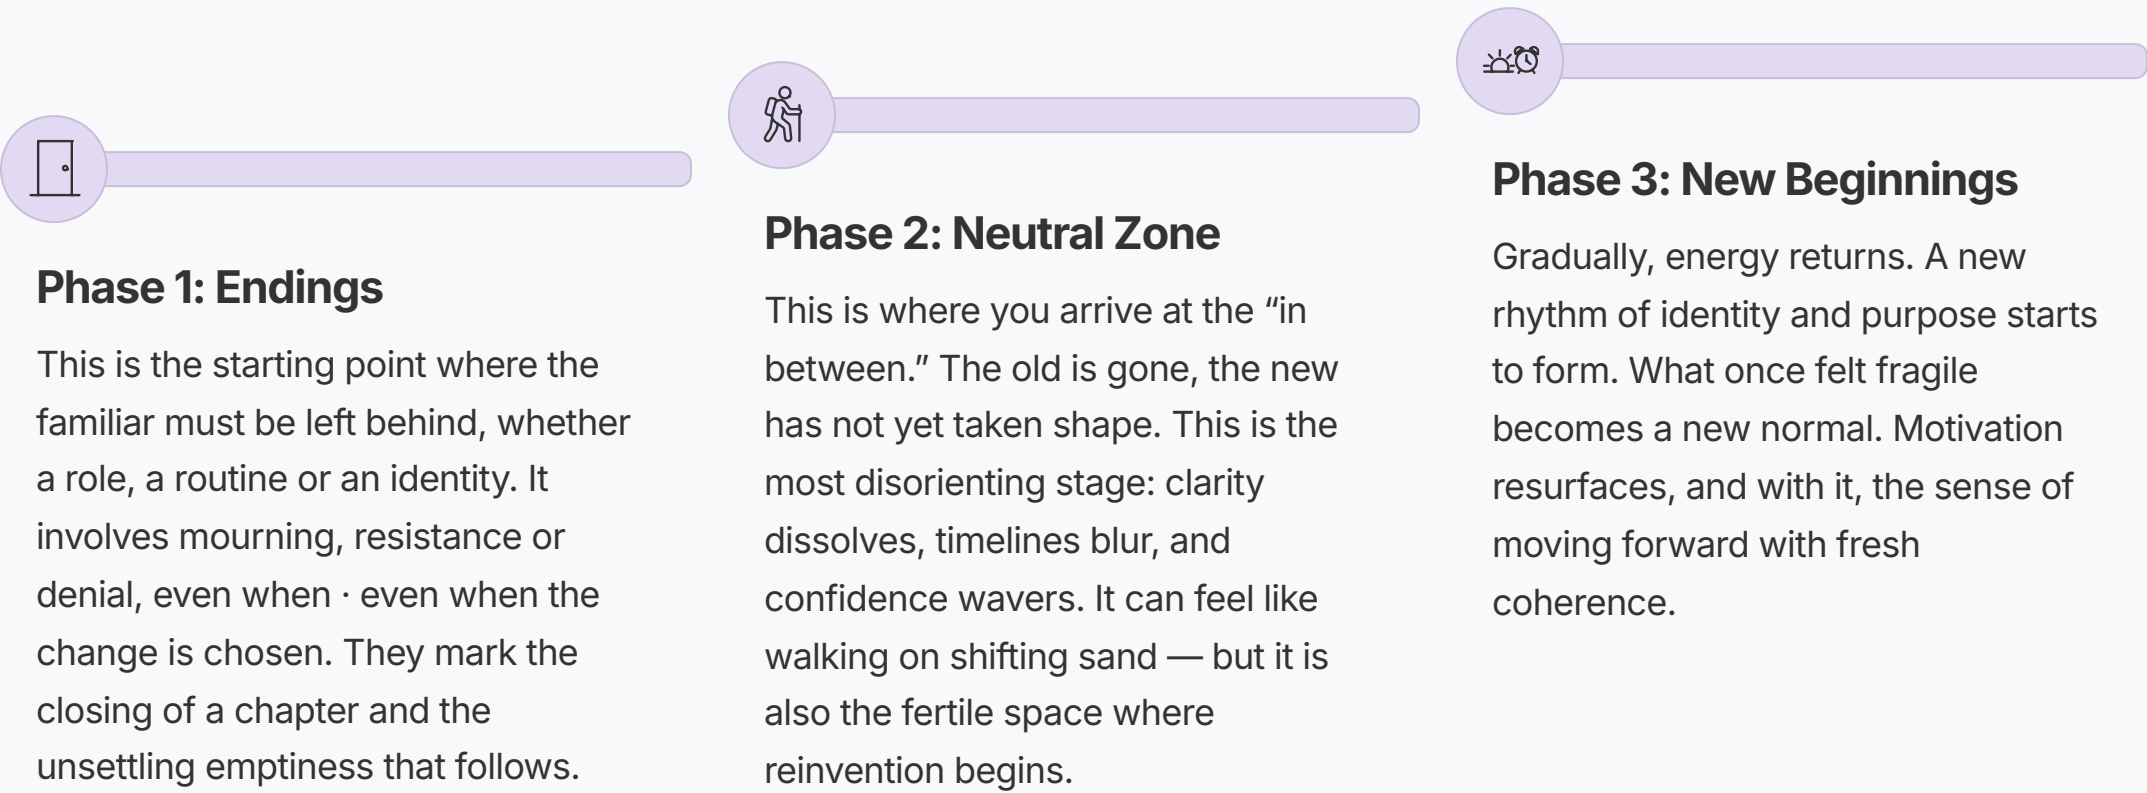 Phase 1: Endings
This is the starting point where the
familiar must be left behind, whether
a role, a routine or an identity. It
involves mourning, resistance or
denial, even when · even when the
change is chosen. They mark the
closing of a chapter and the
unsettling emptiness that follows.
Phase 2: Neutral Zone
This is where you arrive at the “in
between.” The old is gone, the new
has not yet taken shape. This is the
most disorienting stage: clarity
dissolves, timelines blur, and
confidence wavers. It can feel like
walking on shifting sand — but it is
also the fertile space where
reinvention begins.
Phase 3: New Beginnings
Gradually, energy returns. A new
rhythm of identity and purpose starts
to form. What once felt fragile
becomes a new normal. Motivation
resurfaces, and with it, the sense of
moving forward with fresh
coherence.